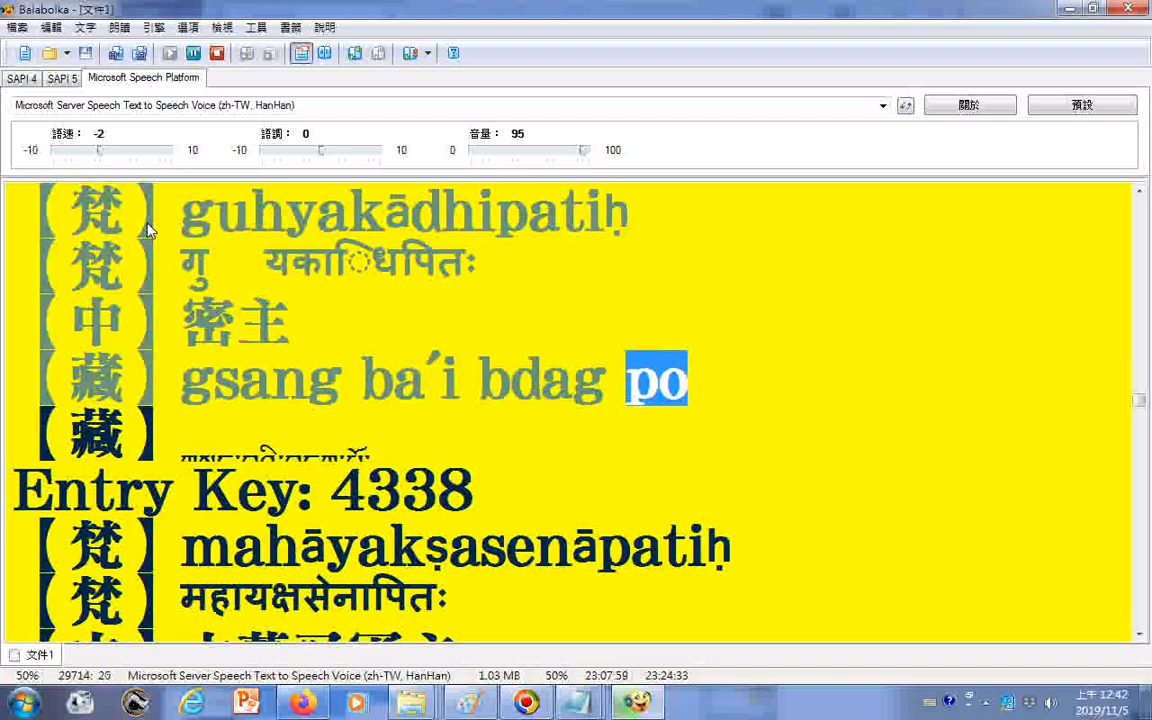 Balabolka - [文件1]
檔案 編輯 文字 朗讀 引擎 選項 檢視 工具 書籤 說明
SAPI 4 SAPI 5 Microsoft Speech Platform
Microsoft Server Speech Text to Speech Voice (zh-TW, HanHan) 關於 預設
語速： -2 語調： 0 音量： 95
-10 10 -10 10 0 100
【梵】 guhyakādhipatiḥ
【梵】
【中】 密主
【藏】 gsang ba'i bdag po
【藏】
Entry Key: 4338
【梵】 mahāyakṣasenāpatiḥ
【梵】 महायक्षसेनापितः
文件1
50% 29714: 26 Microsoft Server Speech Text to Speech Voice (zh-TW, HanHan) 1.03 MB 50% 23:07:59 23:24:33
上午 12:42
2019/11/5